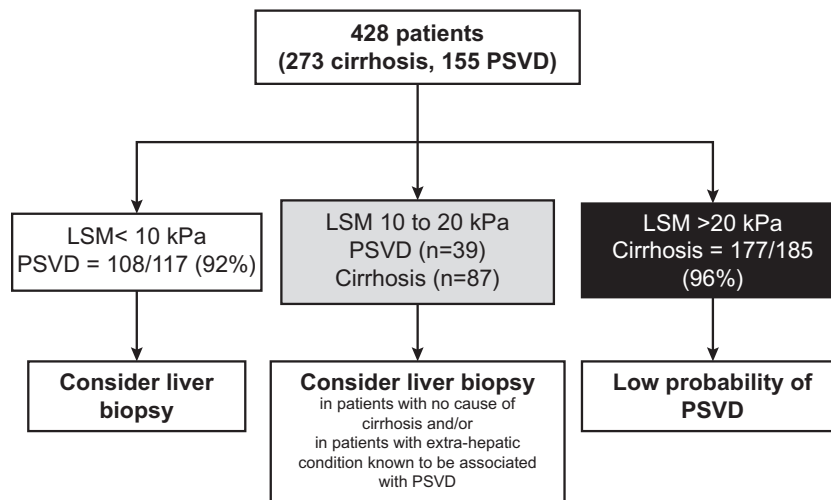 428 patients
(273 cirrhosis, 155 PSVD)
LSM< 10 kPa
PSVD = 108/117 (92%)
LSM 10 to 20 kPa
PSVD (n=39)
Cirrhosis (n=87)
LSM >20 kPa
Cirrhosis = 177/185
(96%)
Consider liver
biopsy
Consider liver biopsy
in patients with no cause of
cirrhosis and/or
in patients with extra-hepatic
condition known to be associated
with PSVD
Low probability of
PSVD